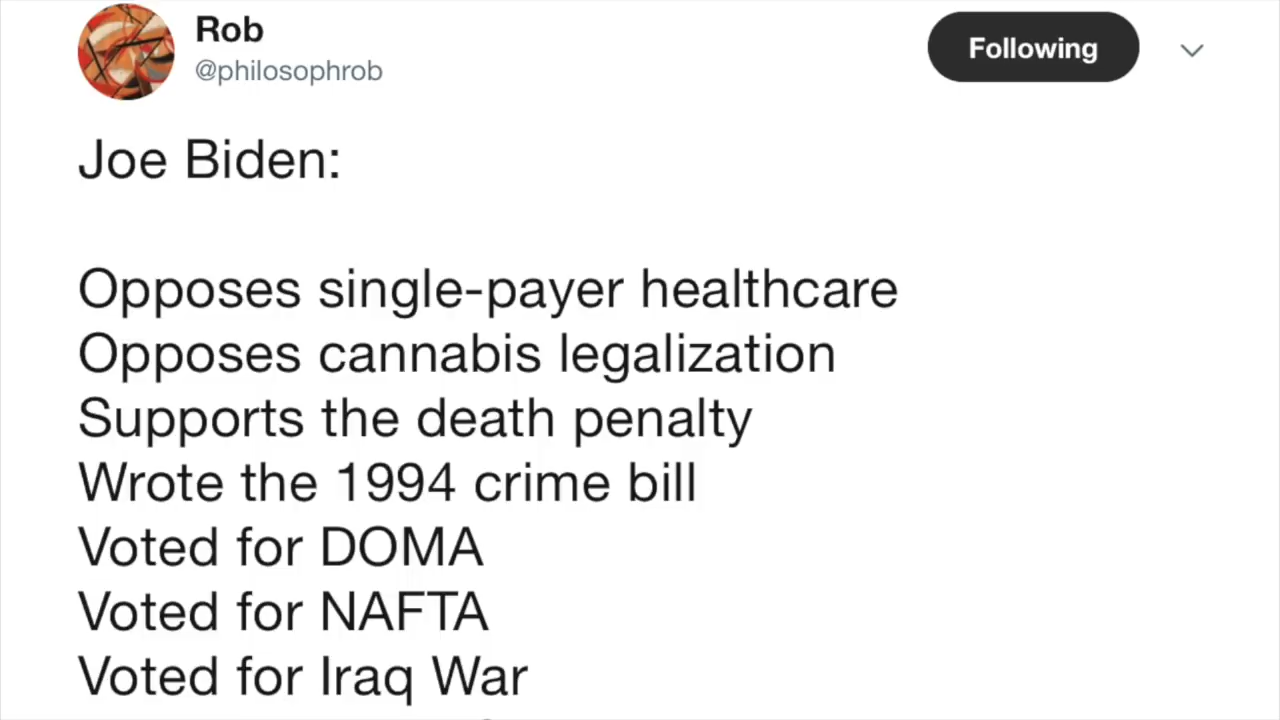 Rob
@philosophrob
Following
Joe Biden:
Opposes single-payer healthcare
Opposes cannabis legalization
Supports the death penalty
Wrote the 1994 crime bill
Voted for DOMA
Voted for NAFTA
Voted for Iraq War